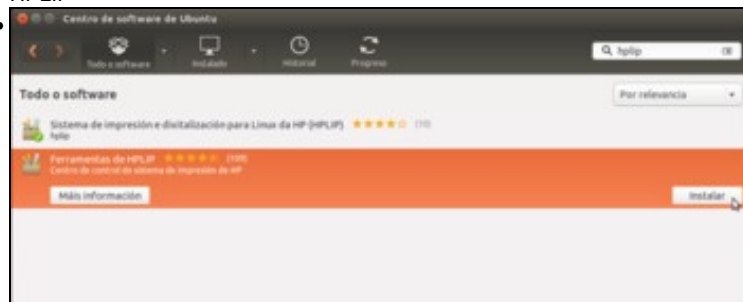 Centro de software de Ubuntu
Todo o software
Instalado
Historial
Progreso
hplip
Todo o software
Por relevancia
Sistema de impresión e dixitalización para Linux da HP (HPLIP)
hplip
Ferramentas de HPLIP
Centro de control do sistema de impresión de HP
Máis información
Instalar